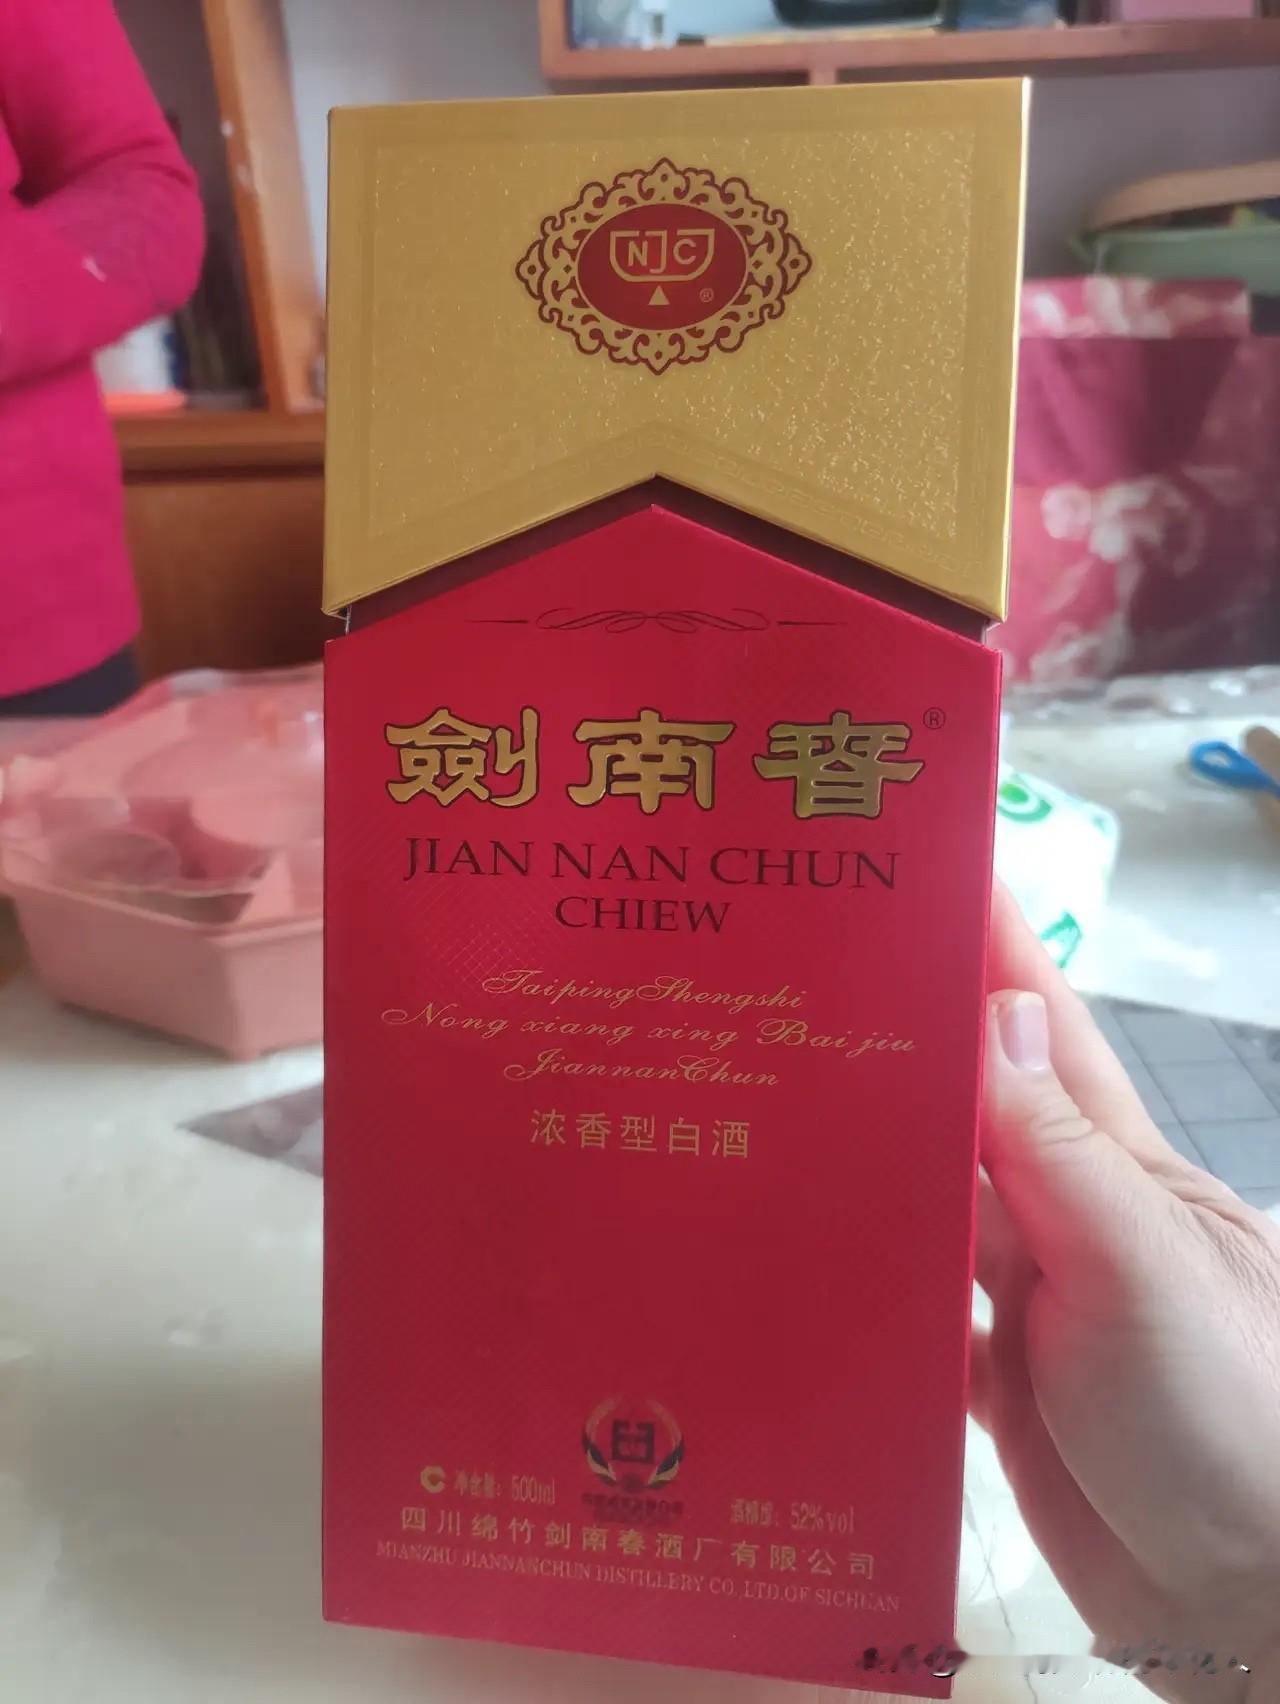 NJC
®
劍南春®
JIAN NAN CHUN
CHIEW
Taiping Shengshi
Nong xiang xing Bai jiu
JiannanChun
浓香型白酒
净含量：500ml
酒精度：52%vol
四川绵竹剑南春酒厂有限公司
MIANZHU JIANNANCHUN DISTILLERY CO.,LTD.OF SICHUAN